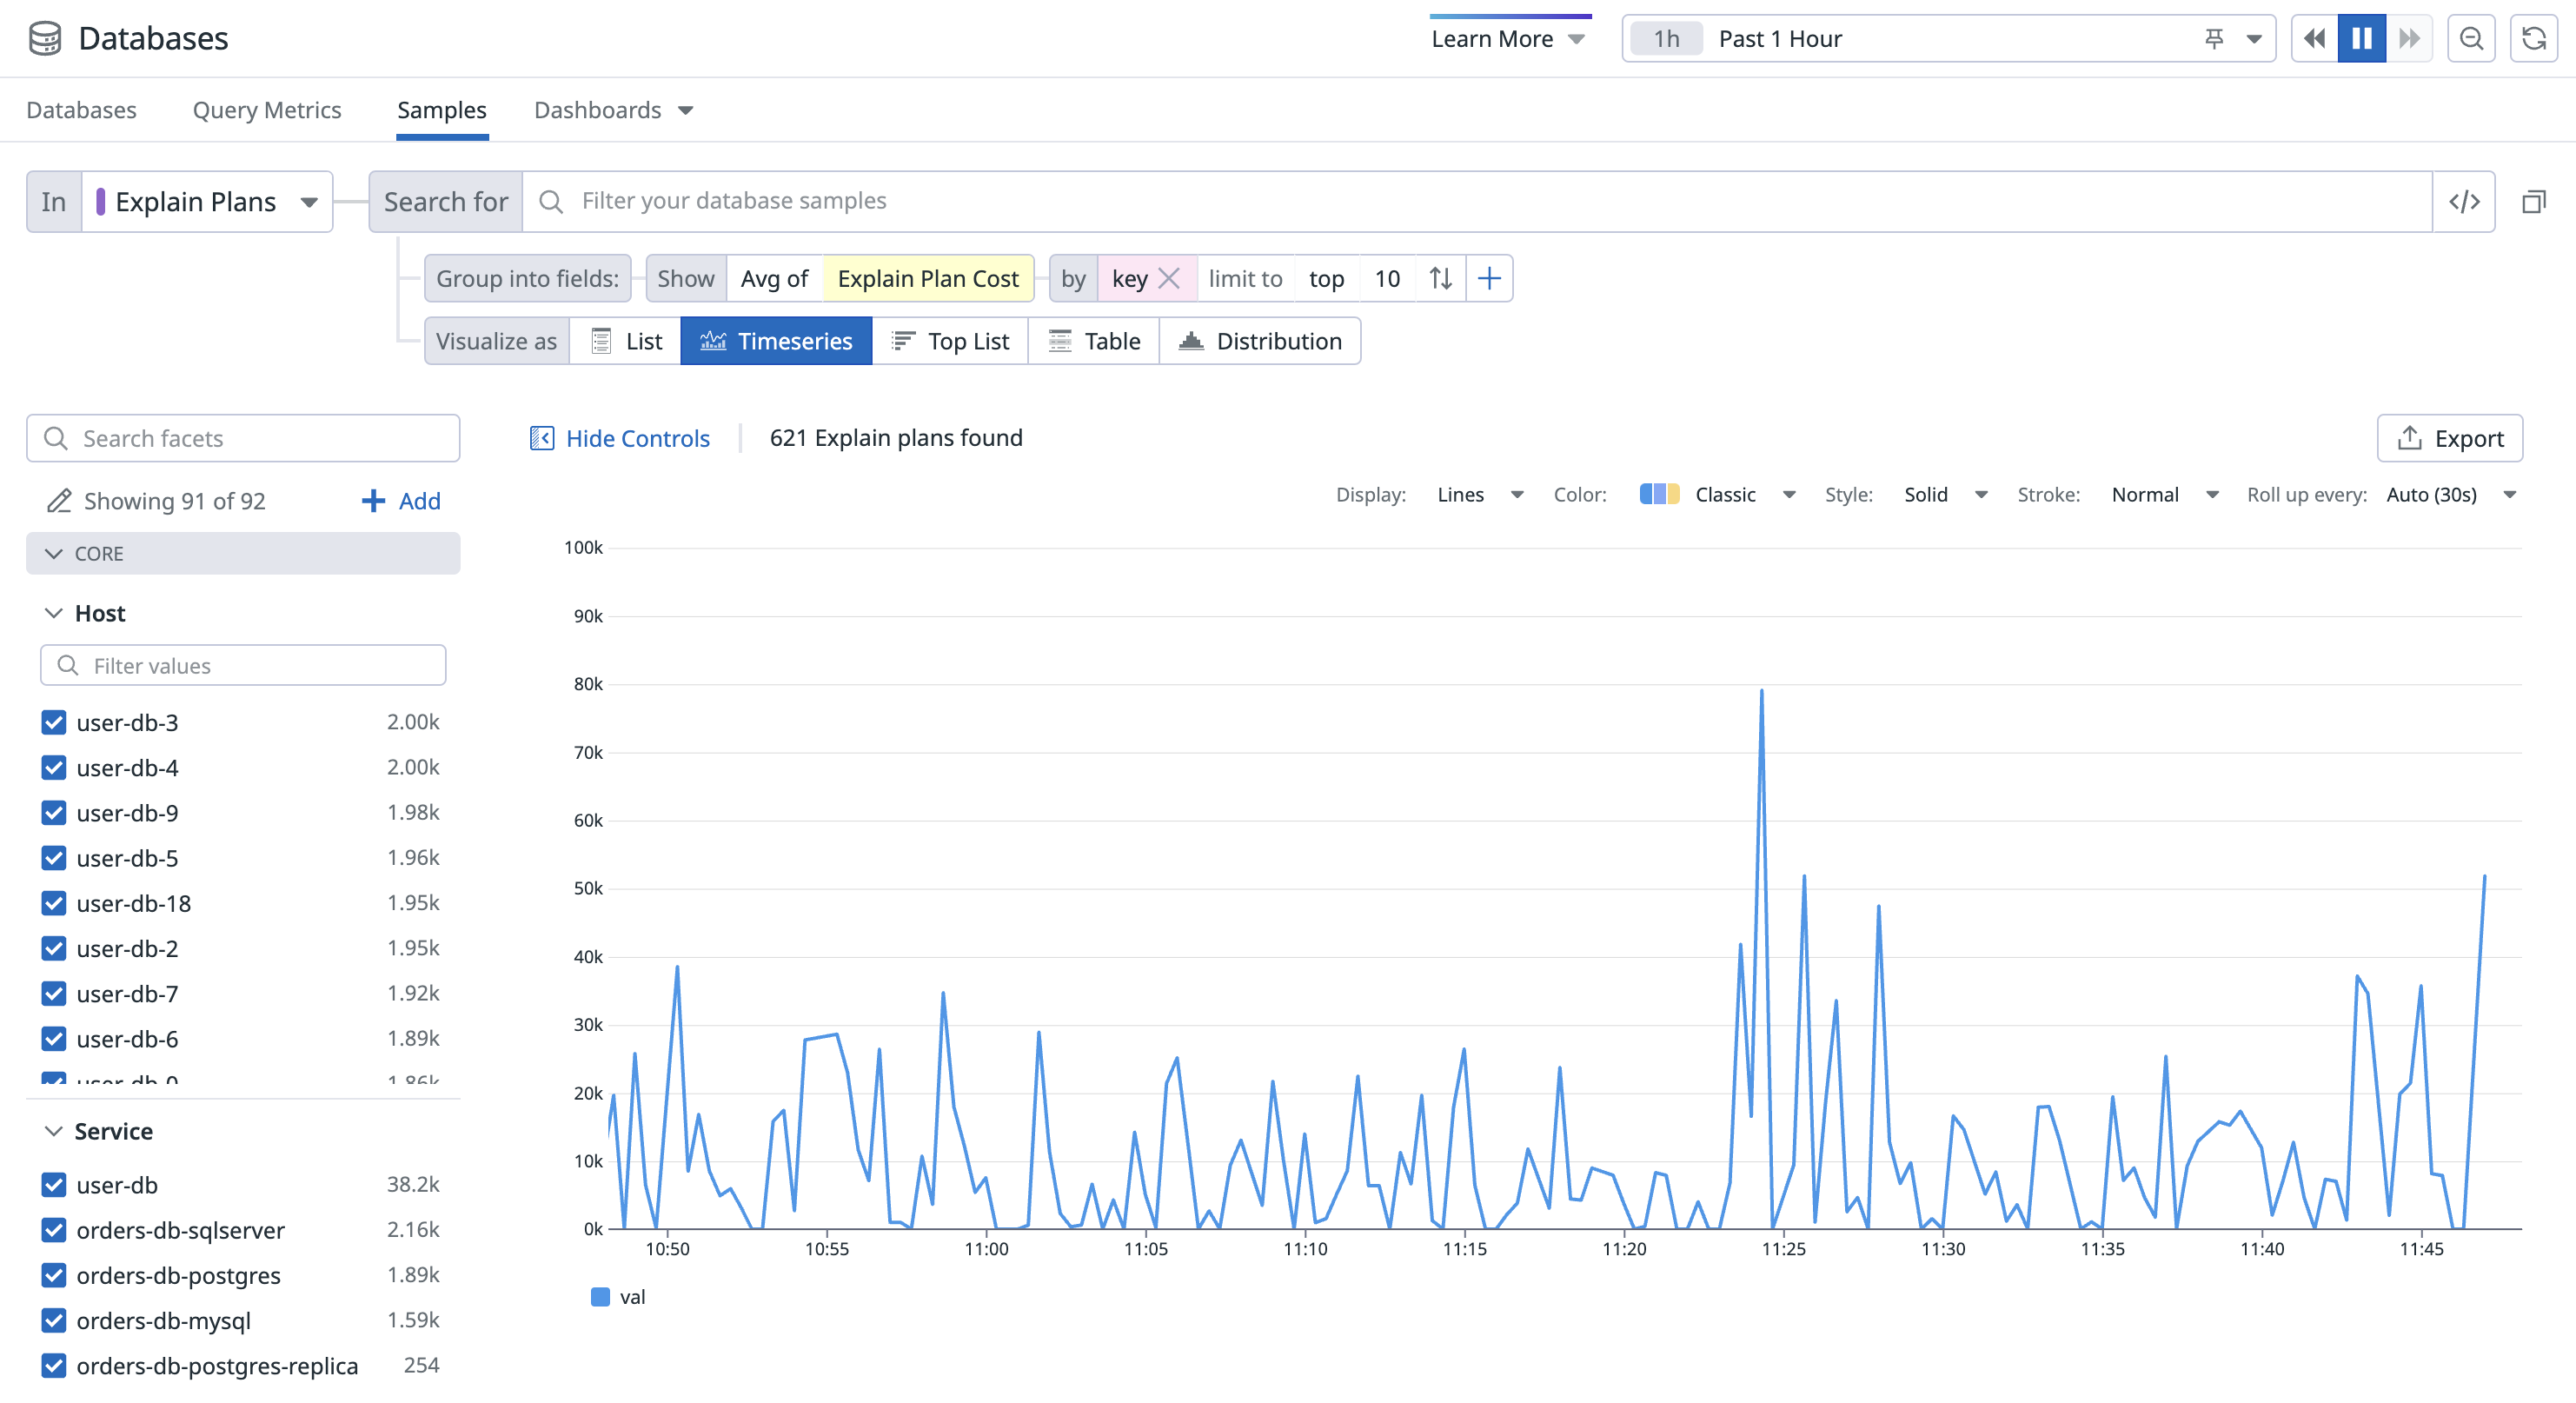 Databases
Learn More
1h Past 1 Hour
Databases Query Metrics Samples Dashboards
In Explain Plans Search for Filter your database samples </>
Group into fields: Show Avg of Explain Plan Cost by key limit to top 10
Visualize as List Timeseries Top List Table Distribution
Search facets
Hide Controls 621 Explain plans found Export
Showing 91 of 92 Add
Display: Lines Color: Classic Style: Solid Stroke: Normal Roll up every: Auto (30s)
CORE
Host
Filter values
user-db-3 2.00k
user-db-4 2.00k
user-db-9 1.98k
user-db-5 1.96k
user-db-18 1.95k
user-db-2 1.95k
user-db-7 1.92k
user-db-6 1.89k
user-db-0 1.86k
Service
user-db 38.2k
orders-db-sqlserver 2.16k
orders-db-postgres 1.89k
orders-db-mysql 1.59k
orders-db-postgres-replica 254
100k
90k
80k
70k
60k
50k
40k
30k
20k
10k
0k
10:50 10:55 11:00 11:05 11:10 11:15 11:20 11:25 11:30 11:35 11:40 11:45
val